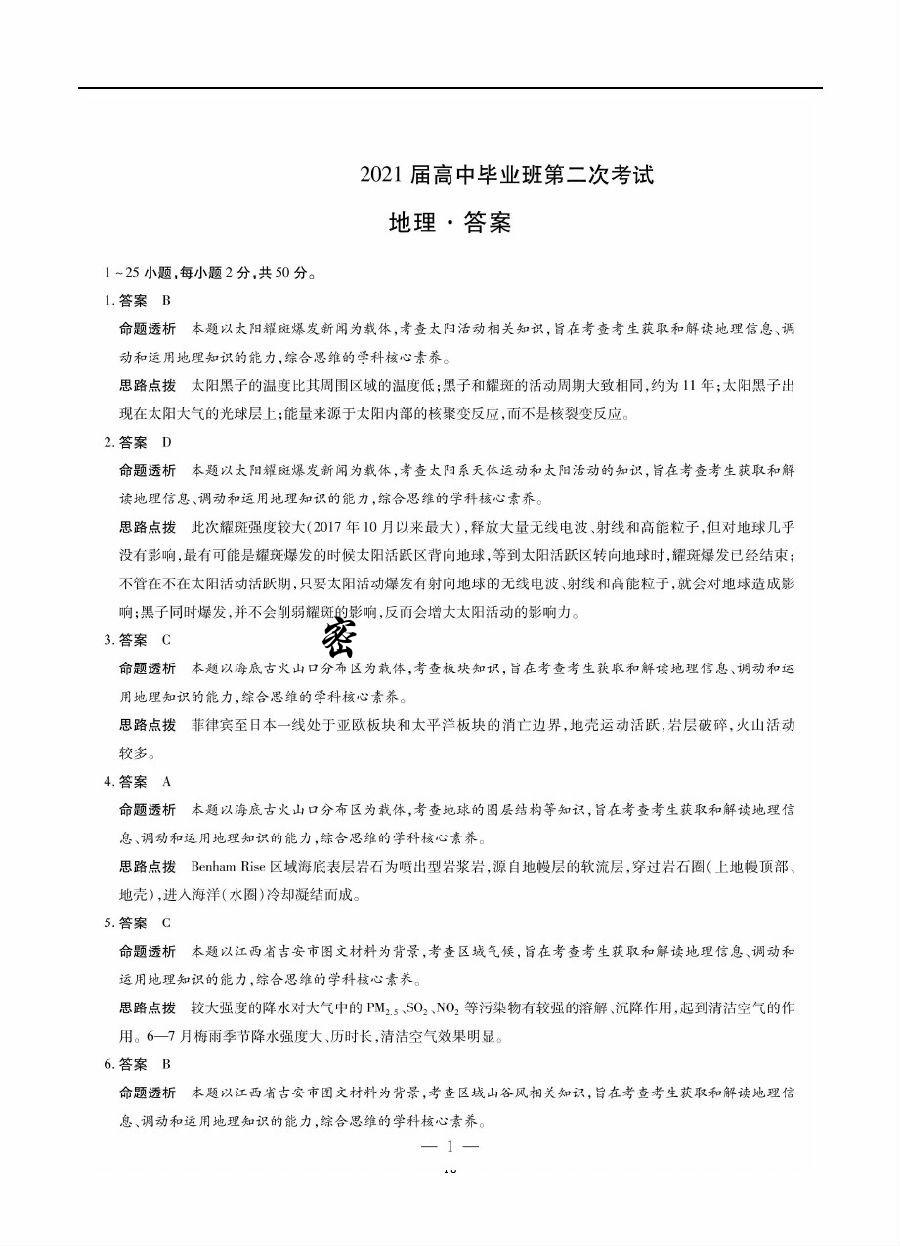 2021 届高中毕业班第二次考试
地理·答案
1~25 小题,每小题 2 分,共 50 分。
1. 答案 B
命题透析 本题以太阳耀斑爆发新闻为载体,考查太阳活动相关知识,旨在考查考生获取和解读地理信息、调
动和运用地理知识的能力,综合思维的学科核心素养。
思路点拨 太阳黑子的温度比其周围区域的温度低;黑子和耀斑的活动周期大致相同,约为 11 年;太阳黑子出
现在太阳大气的光球层上;能量来源于太阳内部的核聚变反应,而不是核裂变反应。
2. 答案 D
命题透析 本题以太阳耀斑爆发新闻为载体,考查太阳系天体运动和太阳活动的知识,旨在考查考生获取和解
读地理信息、调动和运用地理知识的能力,综合思维的学科核心素养。
思路点拨 此次耀斑强度较大(2017 年 10 月以来最大),释放大量无线电波、射线和高能粒子,但对地球几乎
没有影响,最有可能是耀斑爆发的时候太阳活跃区背向地球,等到太阳活跃区转向地球时,耀斑爆发已经结束;
不管在不在太阳活动活跃期,只要太阳活动爆发有射向地球的无线电波、射线和高能粒子,就会对地球造成影
响;黑子同时爆发,并不会削弱耀斑的影响,反而会增大太阳活动的影响力。
密
3. 答案 C
命题透析 本题以海底古火山口分布区为载体,考查板块知识,旨在考查考生获取和解读地理信息、调动和运
用地理知识的能力,综合思维的学科核心素养。
思路点拨 菲律宾至日本一线处于亚欧板块和太平洋板块的消亡边界,地壳运动活跃,岩层破碎,火山活动
较多。
4. 答案 A
命题透析 本题以海底古火山口分布区为载体,考查地球的圈层结构等知识,旨在考查考生获取和解读地理信
息、调动和运用地理知识的能力,综合思维的学科核心素养。
思路点拨 Benham Rise 区域海底表层岩石为喷出型岩浆岩,源自地幔层的软流层,穿过岩石圈(上地幔顶部、
地壳),进入海洋(水圈)冷却凝结而成。
5. 答案 C
命题透析 本题以江西省吉安市图文材料为背景,考查区域气候,旨在考查考生获取和解读地理信息、调动和
运用地理知识的能力,综合思维的学科核心素养。
思路点拨 较大强度的降水对大气中的 PM2.5、SO2、NO2 等污染物有较强的溶解、沉降作用,起到清洁空气的作
用。6—7 月梅雨季节降水强度大、历时长,清洁空气效果明显。
6. 答案 B
命题透析 本题以江西省吉安市图文材料为背景,考查区域山谷风相关知识,旨在考查考生获取和解读地理信
息、调动和运用地理知识的能力,综合思维的学科核心素养。
— 1 —